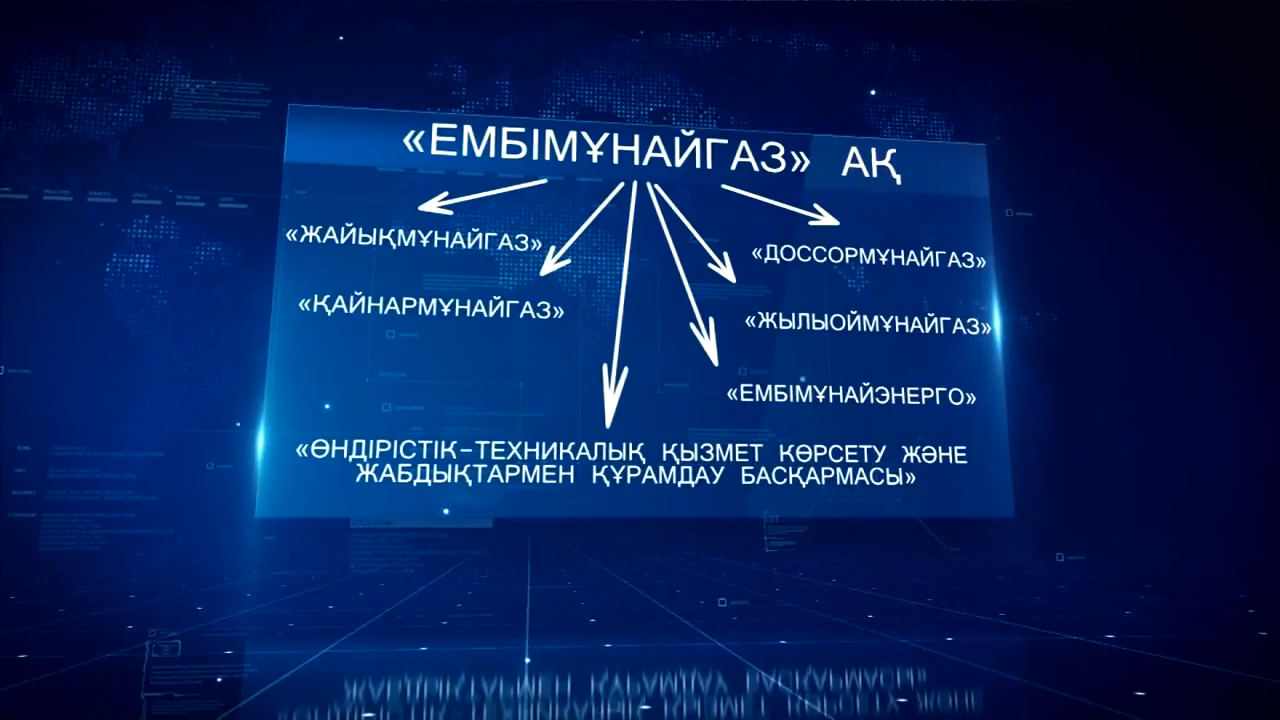 «ЕМБІМҰНАЙГАЗ» АҚ
«ЖАЙЫҚМҰНАЙГАЗ»
«ДОССОРМҰНАЙГАЗ»
«ҚАЙНАРМҰНАЙГАЗ»
«ЖЫЛЫОЙМҰНАЙГАЗ»
«ЕМБІМҰНАЙЭНЕРГО»
«ӨНДІРІСТІК-ТЕХНИКАЛЫҚ ҚЫЗМЕТ КӨРСЕТУ ЖӘНЕ
ЖАБДЫҚТАРМЕН ҚҰРАМДАУ БАСҚАРМАСЫ»